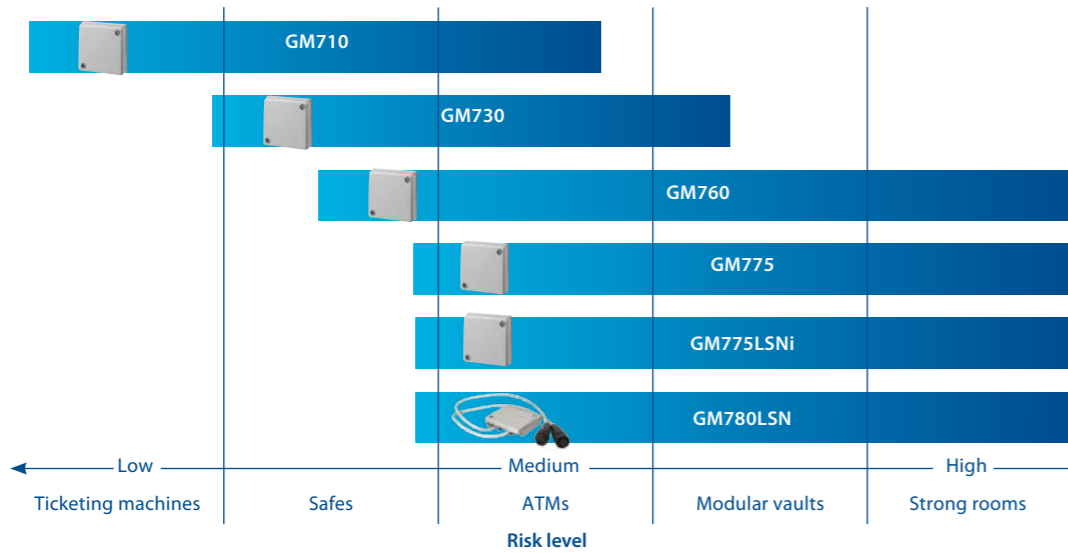 GM710
GM730
GM760
GM775
GM775LSNi
GM780LSN
Low Medium High
Ticketing machines Safes ATMs Modular vaults Strong rooms
Risk level